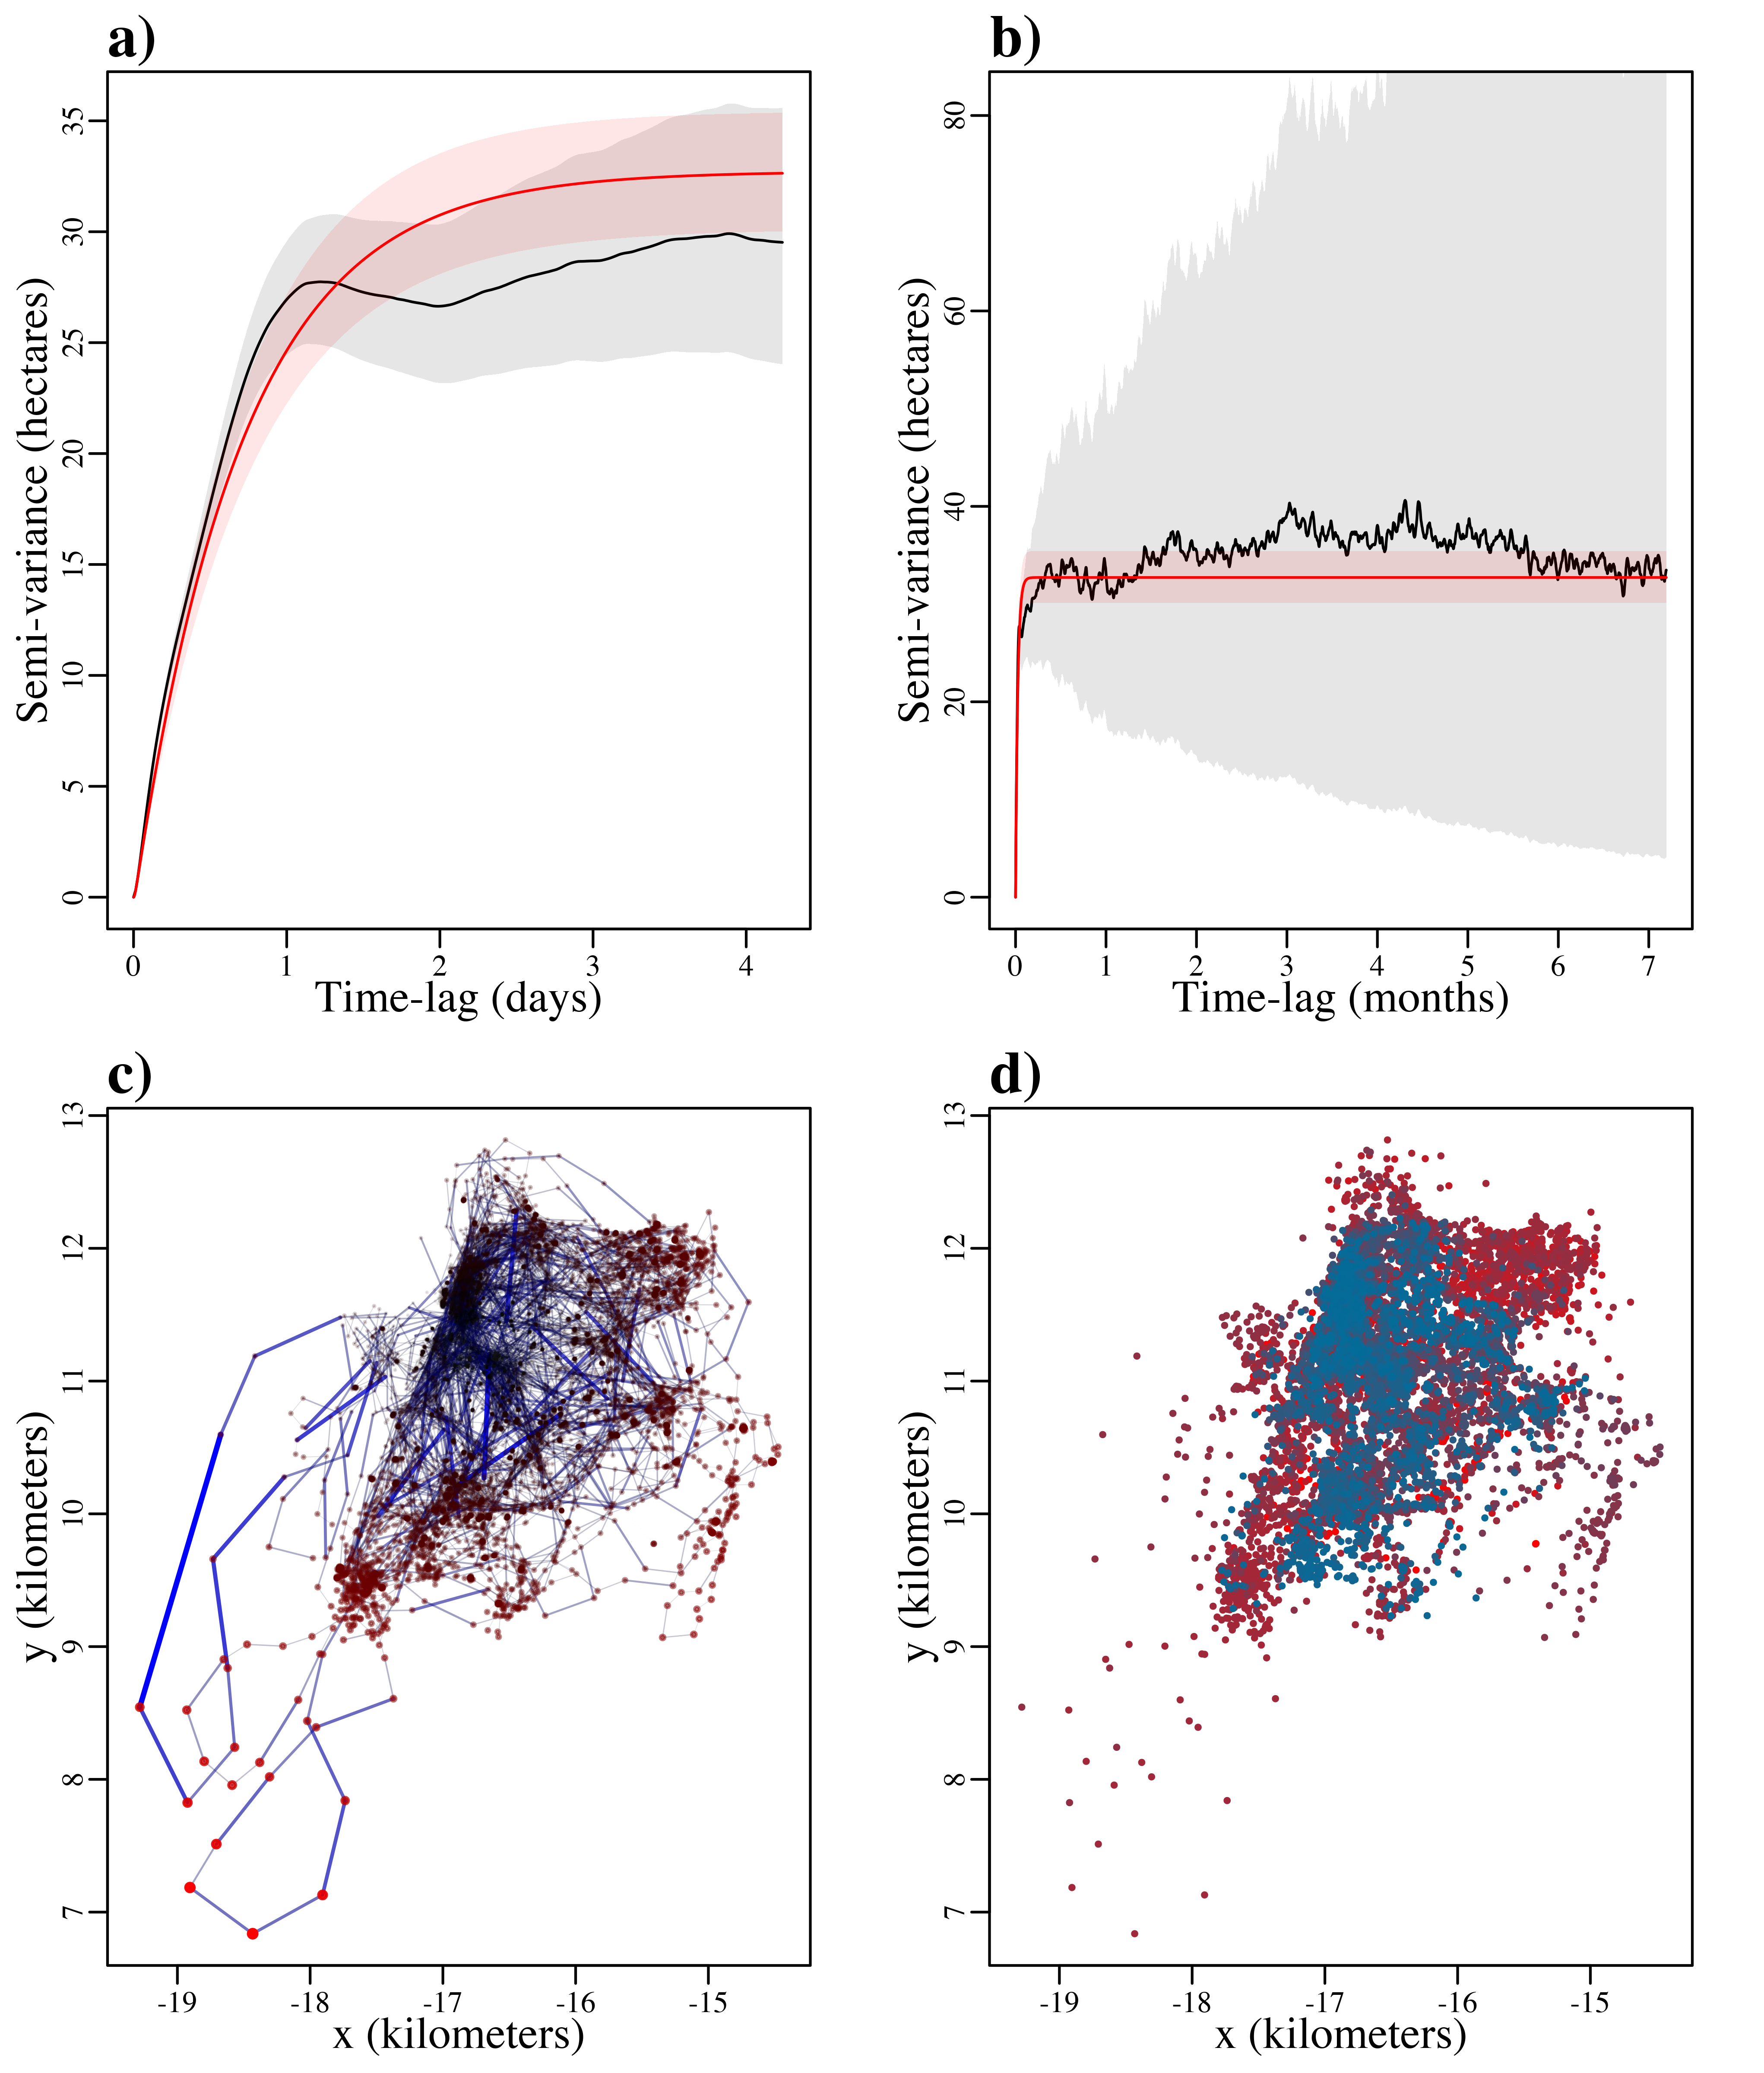 a)
Semi-variance (hectares)
35
30
25
20
15
10
5
0
0 1 2 3 4
Time-lag (days)
b)
Semi-variance (hectares)
80
60
40
20
0
0 1 2 3 4 5 6 7
Time-lag (months)
c)
y (kilometers)
13
12
11
10
9
8
7
-19 -18 -17 -16 -15
x (kilometers)
d)
y (kilometers)
13
12
11
10
9
8
7
-19 -18 -17 -16 -15
x (kilometers)